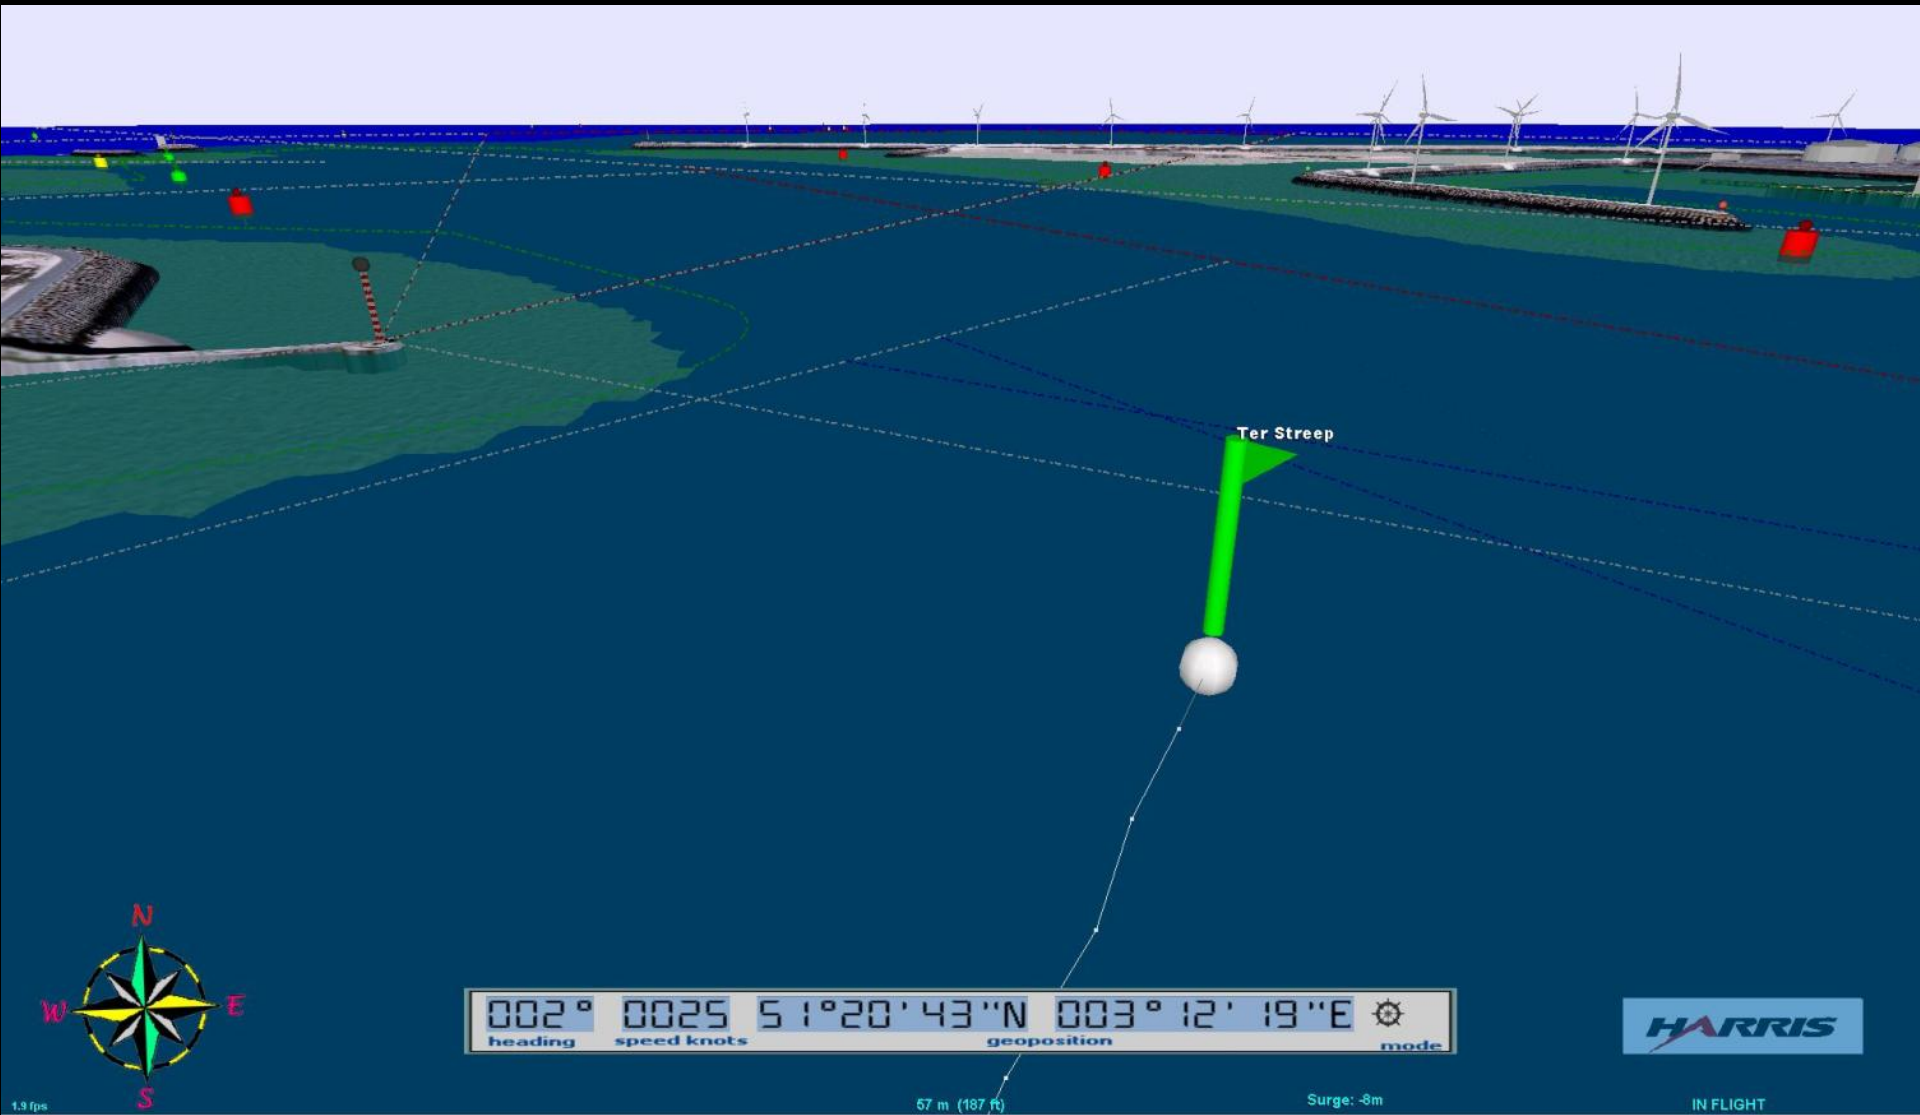 Ter Streep
N
W
E
S
002° 0025 51°20'43"N 003°12'19"E
heading speed knots geoposition mode
HARRIS
1.9 fps
57 m (187 ft)
Surge: -8m
IN FLIGHT